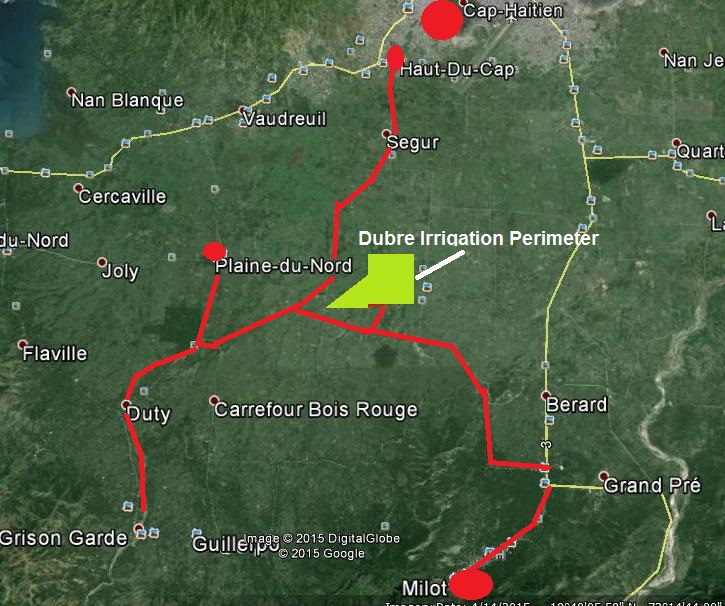 Cap-Haitien
Haut-Du-Cap
Nan Je
Nan Blanque
Vaudreuil
Segur
Quart
Cercaville
du-Nord
Dubre Irrigation Perimeter
Joly
Plaine-du-Nord
Flaville
Duty
Carrefour Bois Rouge
Berard
3
Grand Pré
Grison Garde
Image © 2015 DigitalGlobe
© 2015 Google
Milot